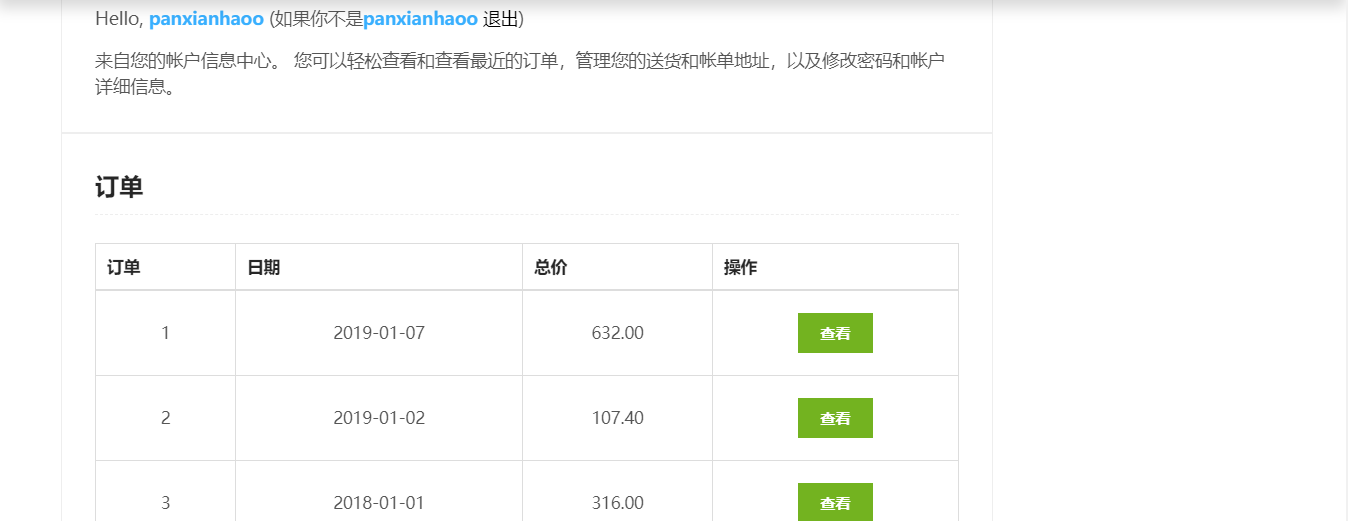 Hello, panxianhaoo (如果你不是panxianhaoo 退出)
来自您的帐户信息中心。 您可以轻松查看和查看最近的订单，管理您的送货和帐单地址，以及修改密码和帐户
详细信息。
订单
订单 日期 总价 操作
1 2019-01-07 632.00 查看
2 2019-01-02 107.40 查看
3 2018-01-01 316.00 查看